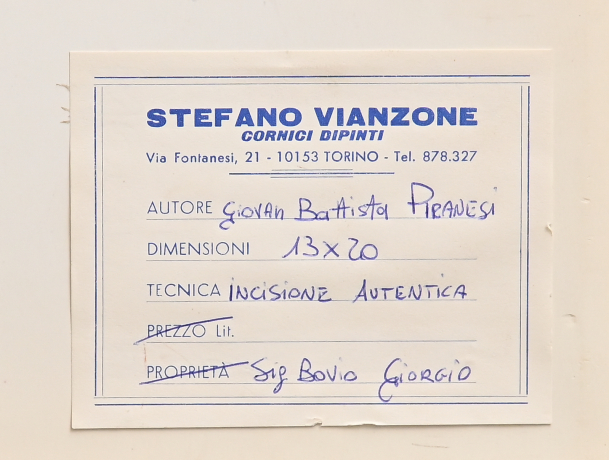 STEFANO VIANZONE
CORNICI DIPINTI
Via Fontanesi, 21 - 10153 TORINO - Tel. 878.327
AUTORE Giovan Battista PIRANESI
DIMENSIONI 13x20
TECNICA INCISIONE AUTENTICA
PREZZO Lit.
PROPRIETÀ Sig Bovio Giorgio